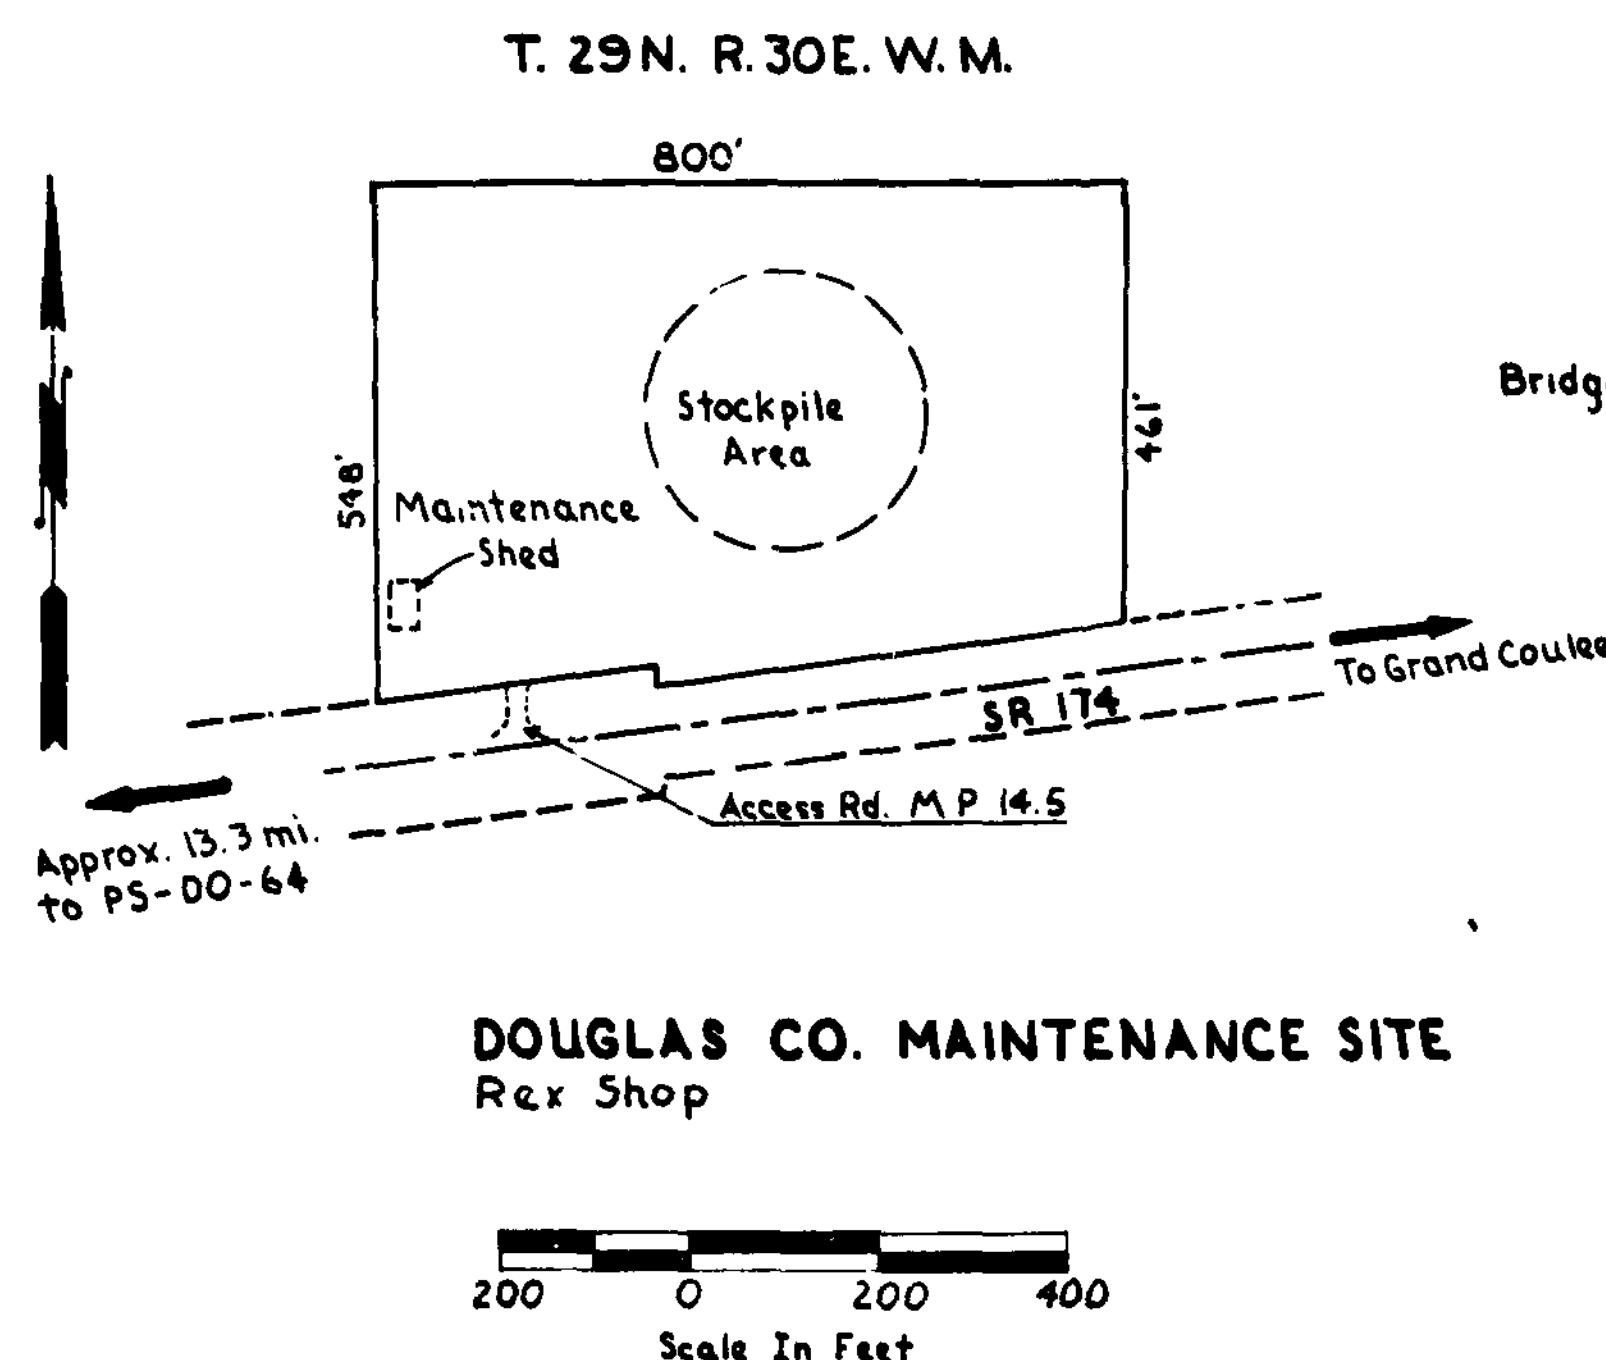 T. 29N. R. 30E. W. M.
800'
Stockpile
Area
461'
548'
Maintenance
Shed
To Grand Coulee
SR 174
Access Rd. M P 14.5
Approx. 13.3 mi.
to PS-DO-64
DOUGLAS CO. MAINTENANCE SITE
Rex Shop
200 0 200 400
Scale In Feet